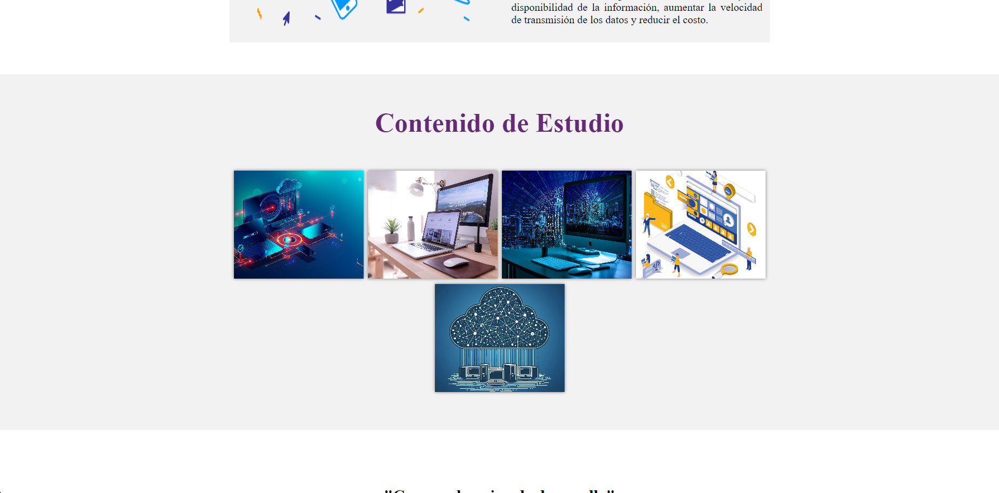 disponibilidad de la información, aumentar la velocidad
de transmisión de los datos y reducir el costo.
Contenido de Estudio